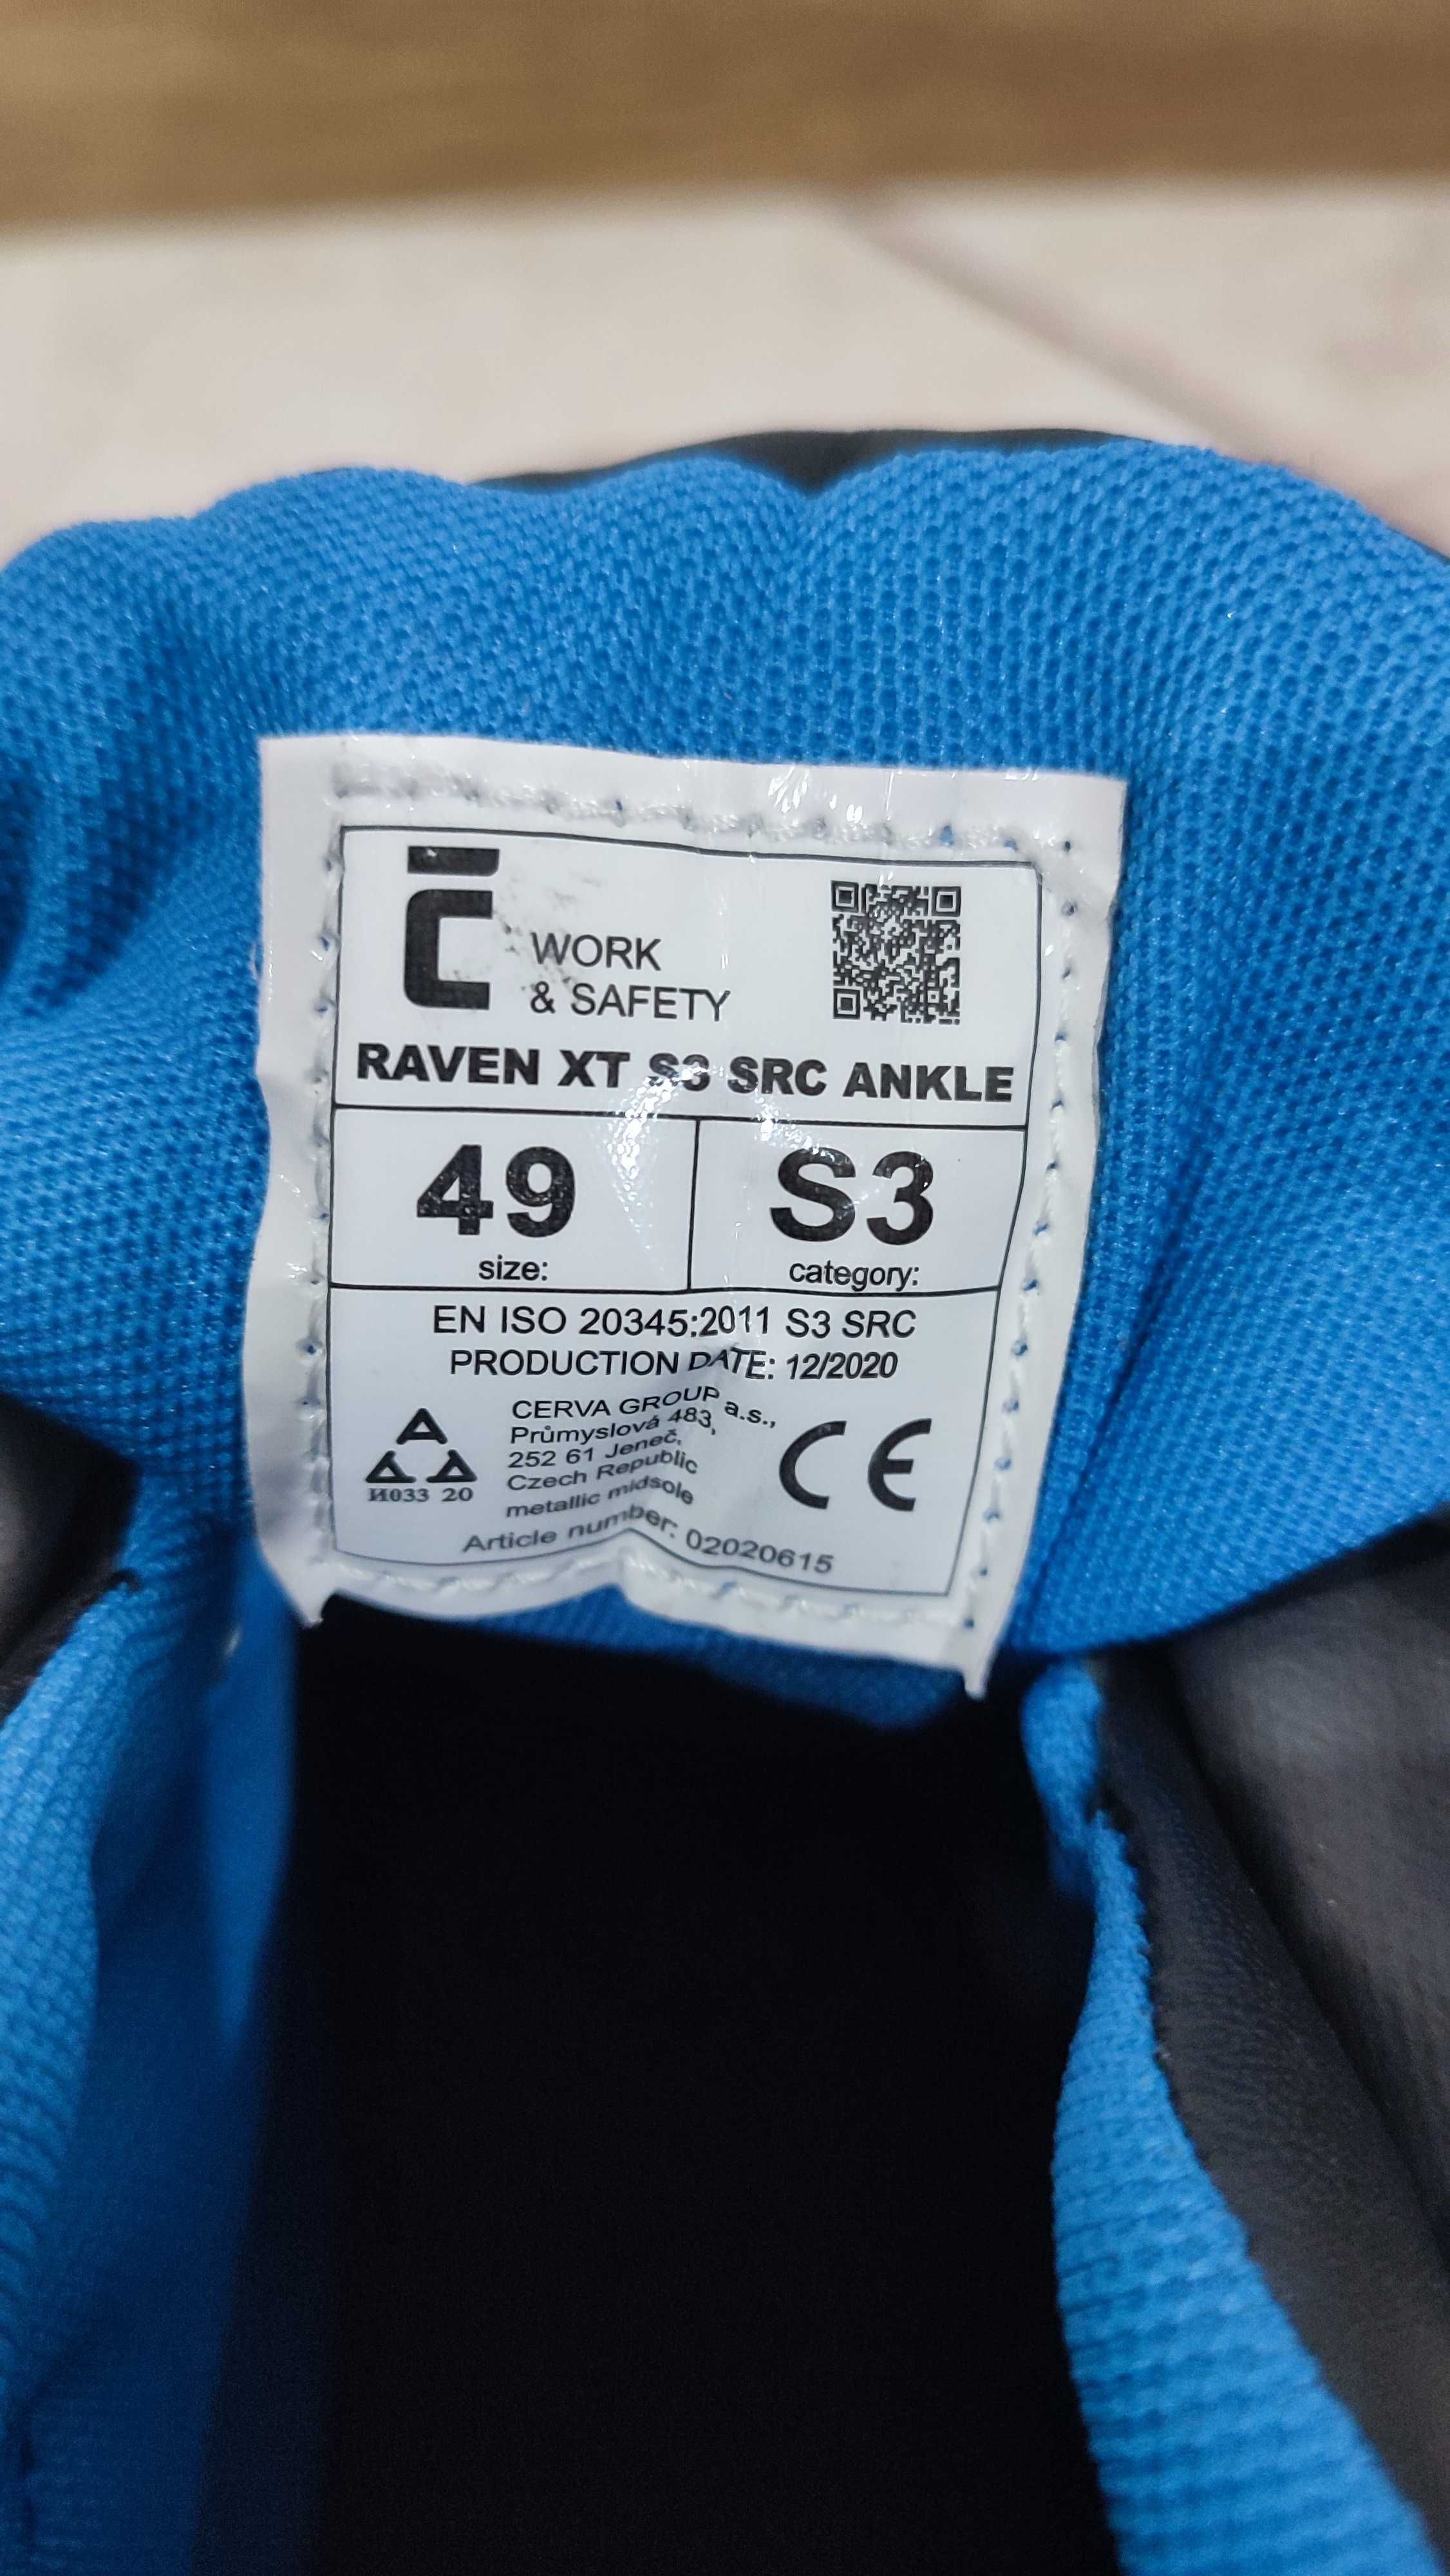 C̄ WORK
& SAFETY
RAVEN XT S3 SRC ANKLE
49
size:
S3
category:
EN ISO 20345:2011 S3 SRC
PRODUCTION DATE: 12/2020
CERVA GROUP a.s.,
Průmyslová 483,
252 61 Jeneč,
Czech Republic
metallic midsole
И033 20
CE
Article number: 02020615